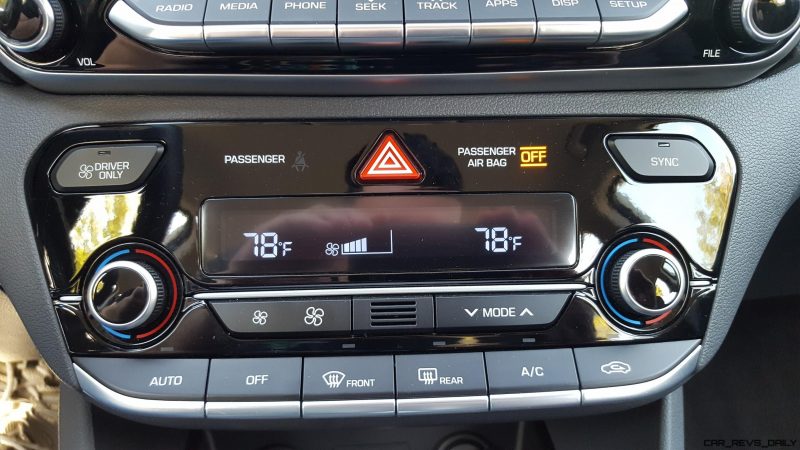 RADIO MEDIA PHONE SEEK TRACK APPS DISP SETUP
VOL
FILE
DRIVER
ONLY
PASSENGER
PASSENGER
AIR BAG
OFF
SYNC
78°F
78°F
MODE
AUTO
OFF
FRONT
REAR
A/C
CAR_REVS_DAILY